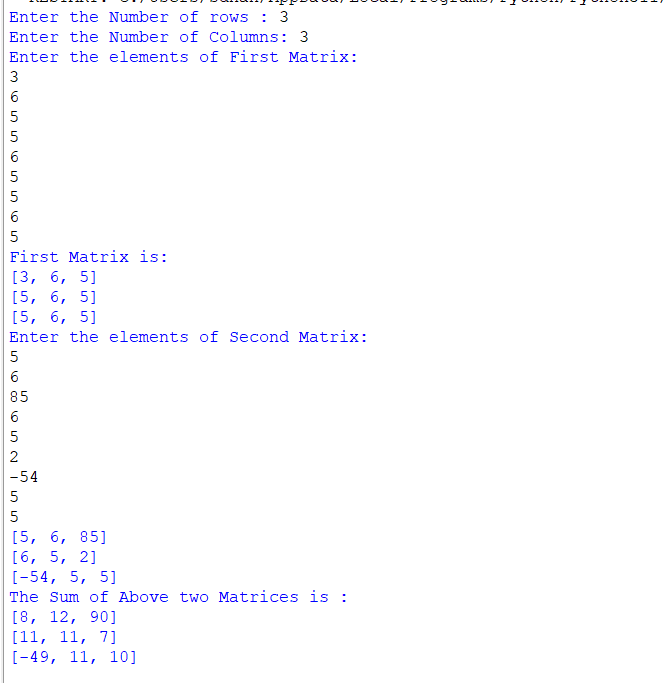 Enter the Number of rows : 3
Enter the Number of Columns: 3
Enter the elements of First Matrix:
3
6
5
5
6
5
5
6
5
First Matrix is:
[3, 6, 5]
[5, 6, 5]
[5, 6, 5]
Enter the elements of Second Matrix:
5
6
85
6
5
2
-54
5
5
[5, 6, 85]
[6, 5, 2]
[-54, 5, 5]
The Sum of Above two Matrices is :
[8, 12, 90]
[11, 11, 7]
[-49, 11, 10]